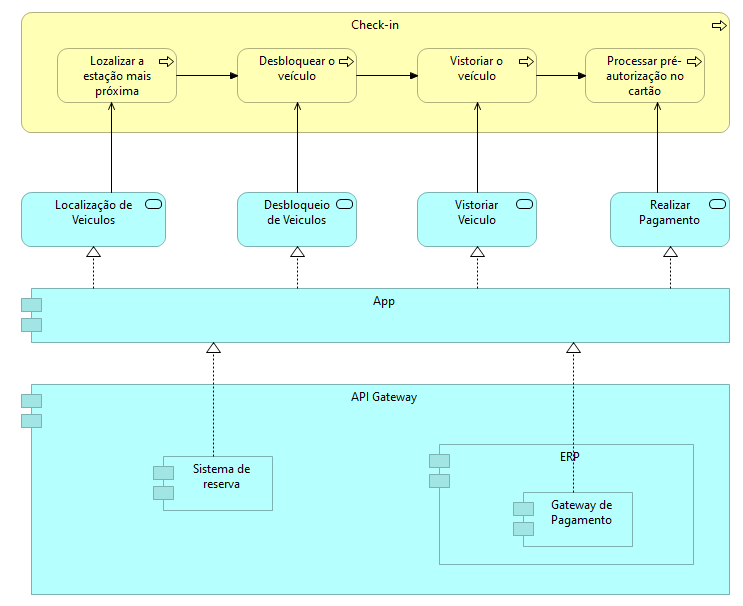 Check-in
Lozalizar a
estação mais
próxima
Desbloquear o
veículo
Vistoriar o
veículo
Processar pré-
autorização no
cartão
Localização de
Veiculos
Desbloqueio
de Veiculos
Vistoriar
Veiculo
Realizar
Pagamento
App
API Gateway
Sistema de
reserva
ERP
Gateway de
Pagamento